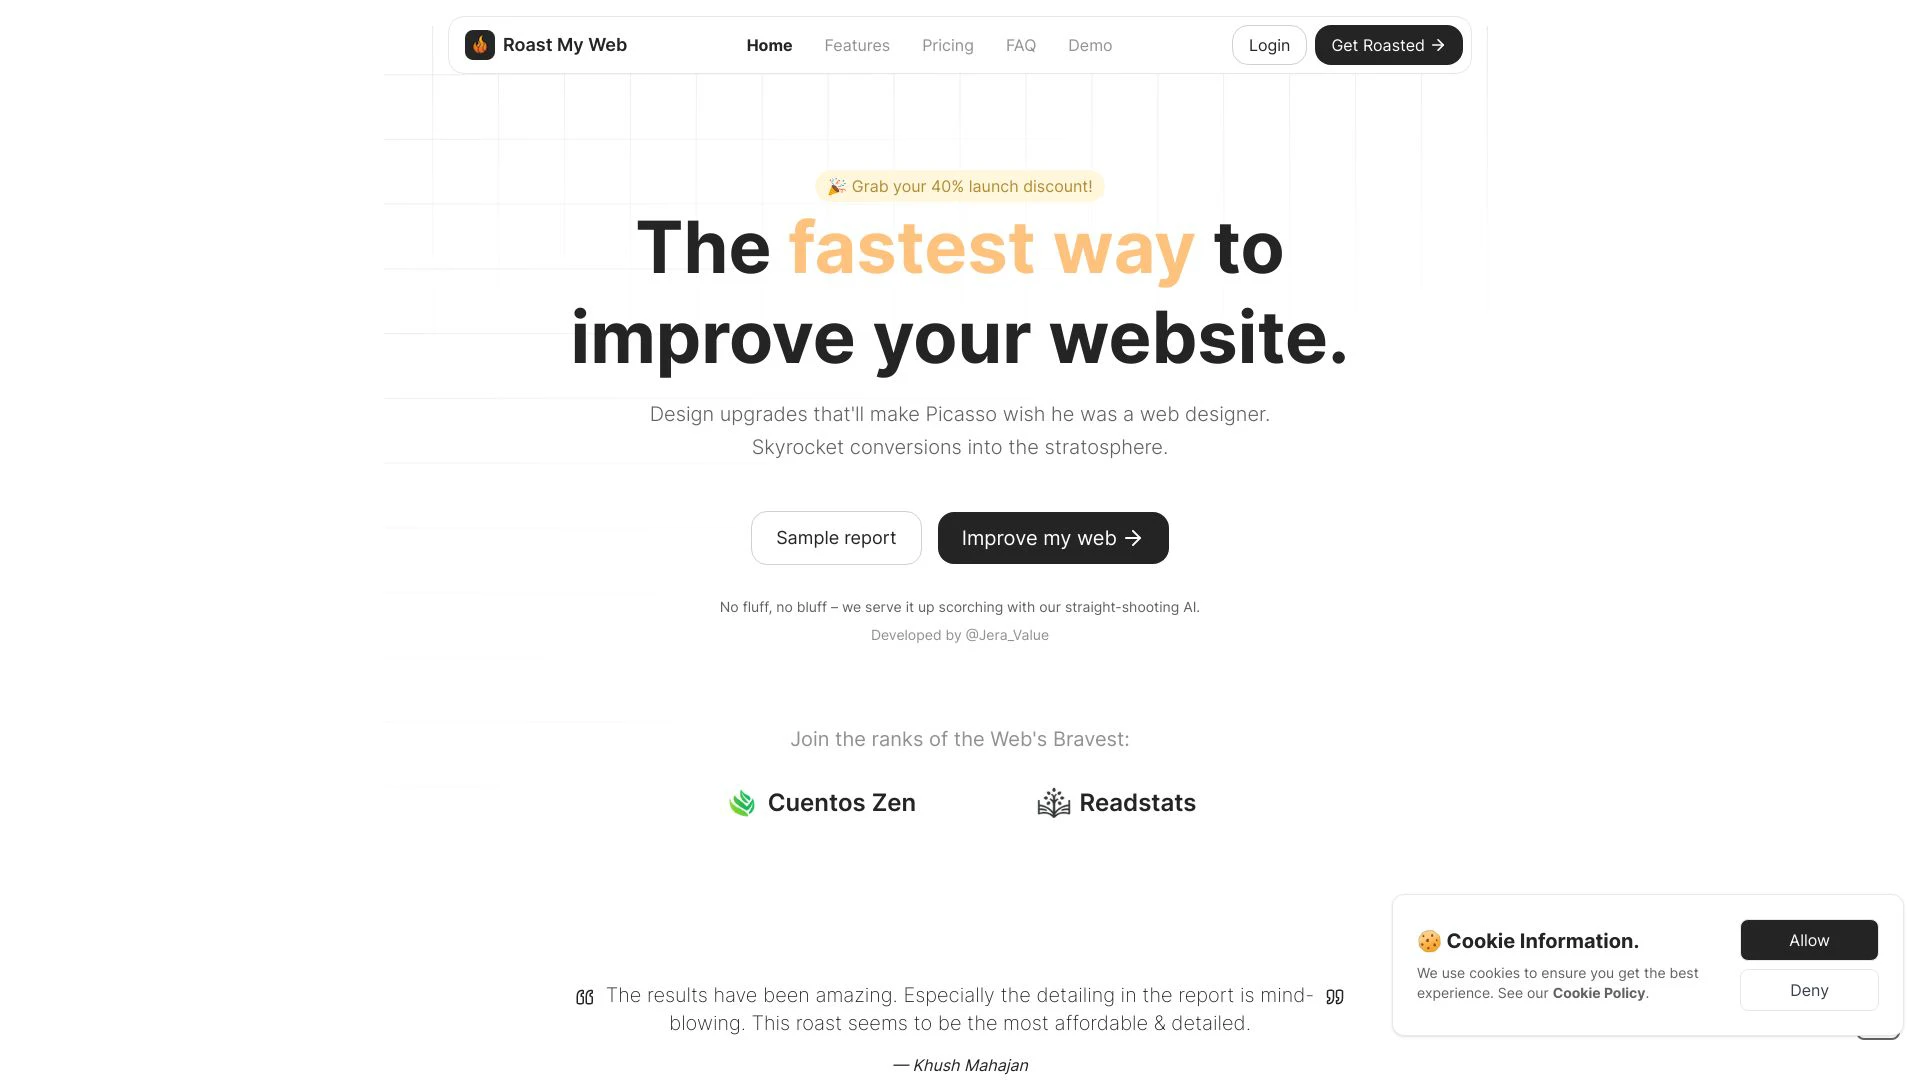 Roast My Web
Home
Features
Pricing
FAQ
Demo
Login
Get Roasted →
🎉 Grab your 40% launch discount!
The fastest way to
improve your website.
Design upgrades that'll make Picasso wish he was a web designer.
Skyrocket conversions into the stratosphere.
Sample report
Improve my web →
No fluff, no bluff – we serve it up scorching with our straight-shooting AI.
Developed by @Jera_Value
Join the ranks of the Web's Bravest:
Cuentos Zen
Readstats
The results have been amazing. Especially the detailing in the report is mind-
blowing. This roast seems to be the most affordable & detailed.
— Khush Mahajan
🍪 Cookie Information.
We use cookies to ensure you get the best
experience. See our Cookie Policy.
Allow
Deny